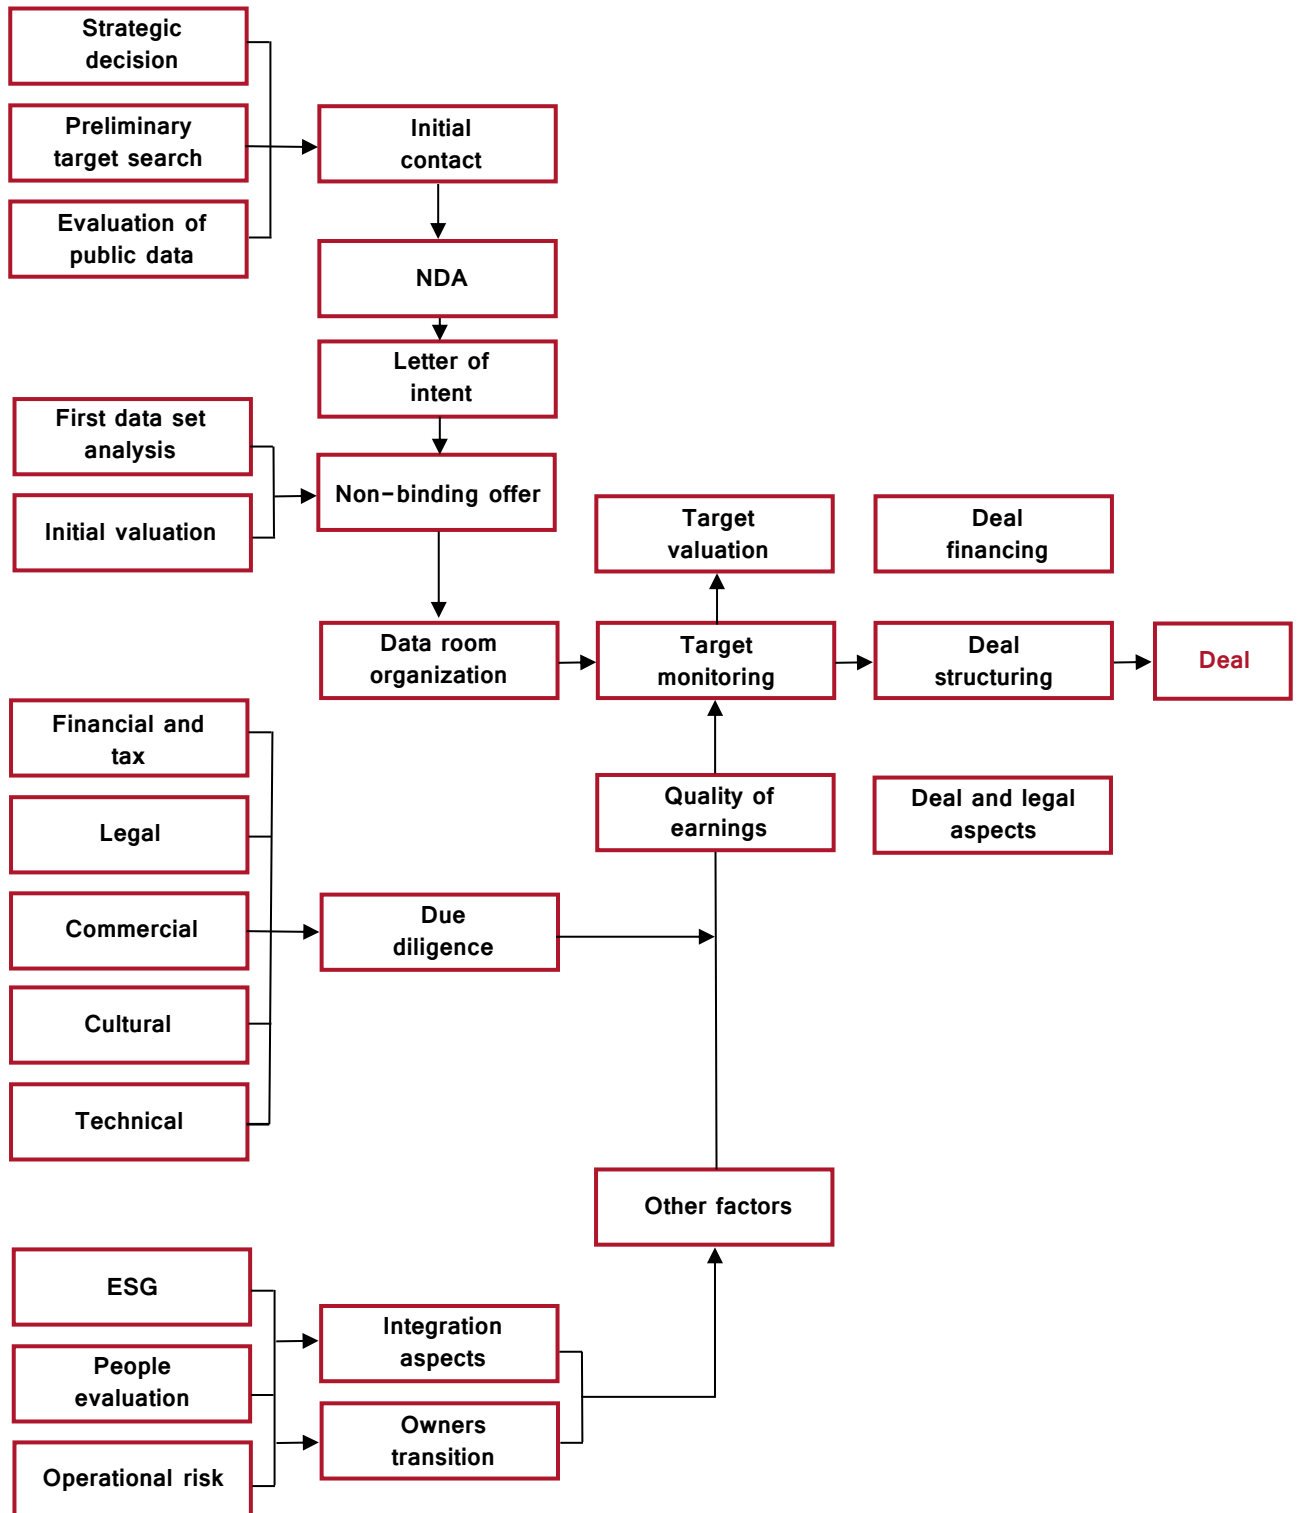 Strategic
decision
Preliminary
target search
Evaluation of
public data
Initial
contact
NDA
Letter of
intent
First data set
analysis
Initial valuation
Non-binding offer
Target
valuation
Deal
financing
Data room
organization
Target
monitoring
Deal
structuring
Deal
Financial and
tax
Legal
Commercial
Cultural
Technical
Due
diligence
Quality of
earnings
Deal and legal
aspects
Other factors
ESG
People
evaluation
Operational risk
Integration
aspects
Owners
transition